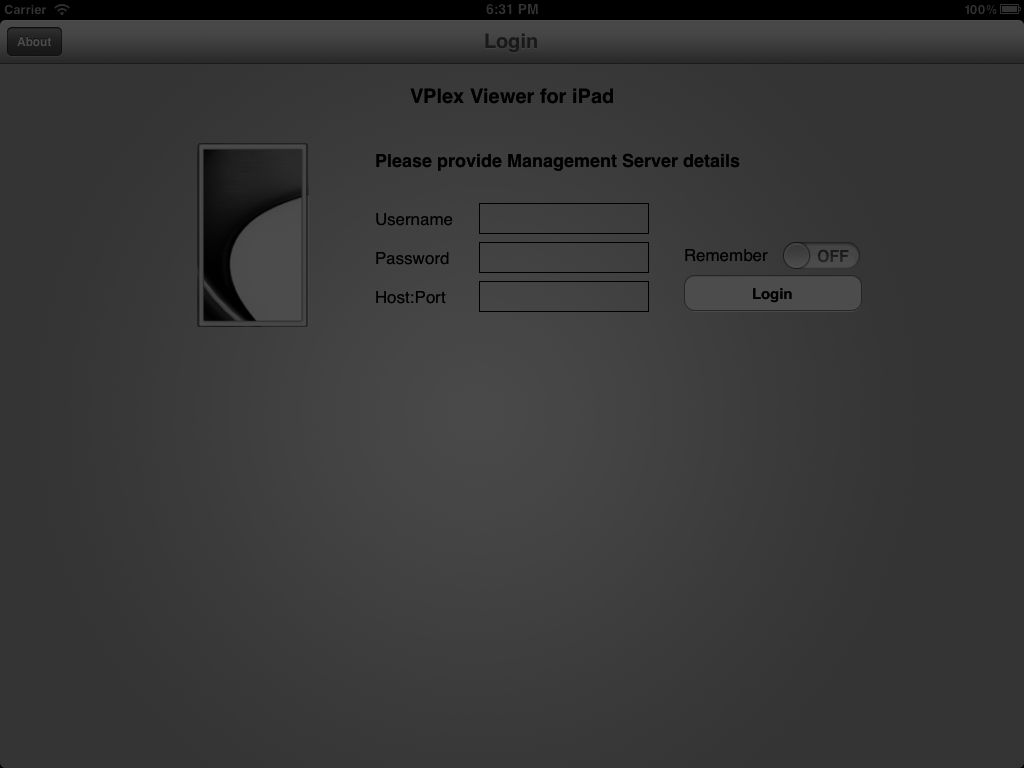 Carrier 6:31 PM 100%
About Login
VPlex Viewer for iPad
Please provide Management Server details
Username
Password
Remember OFF
Host:Port
Login